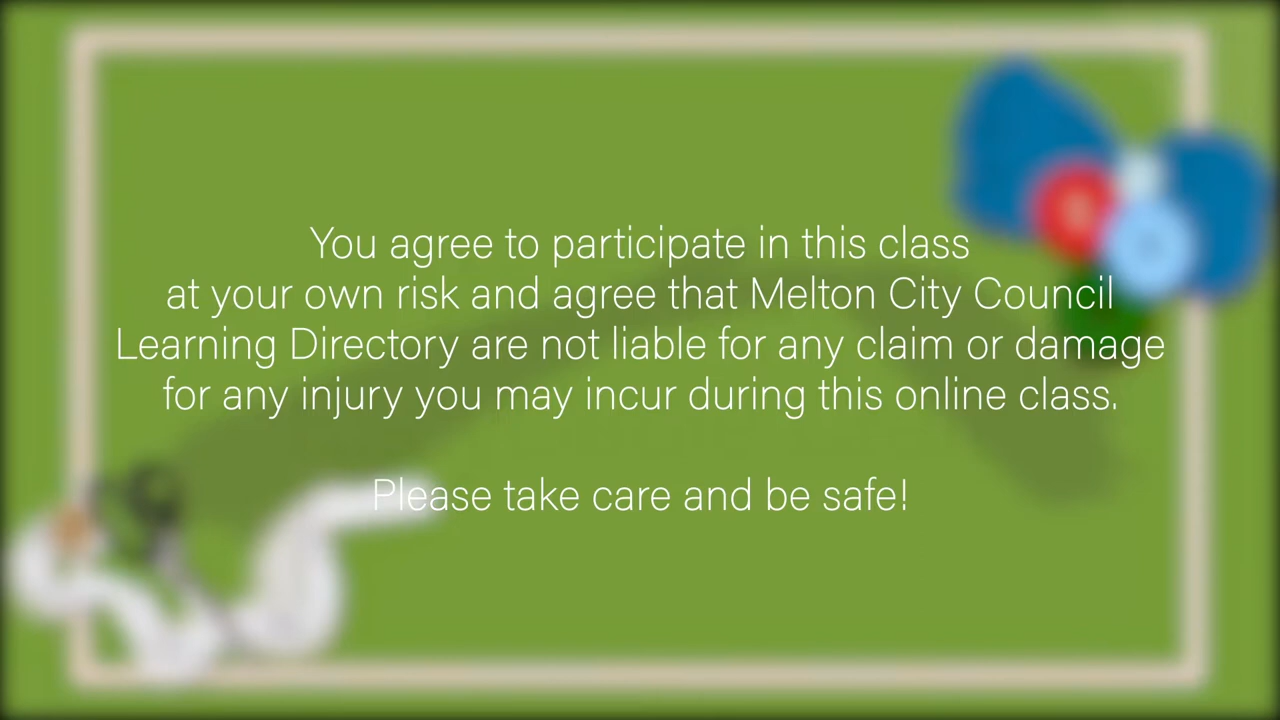 You agree to participate in this class
at your own risk and agree that Melton City Council
Learning Directory are not liable for any claim or damage
for any injury you may incur during this online class.
Please take care and be safe!